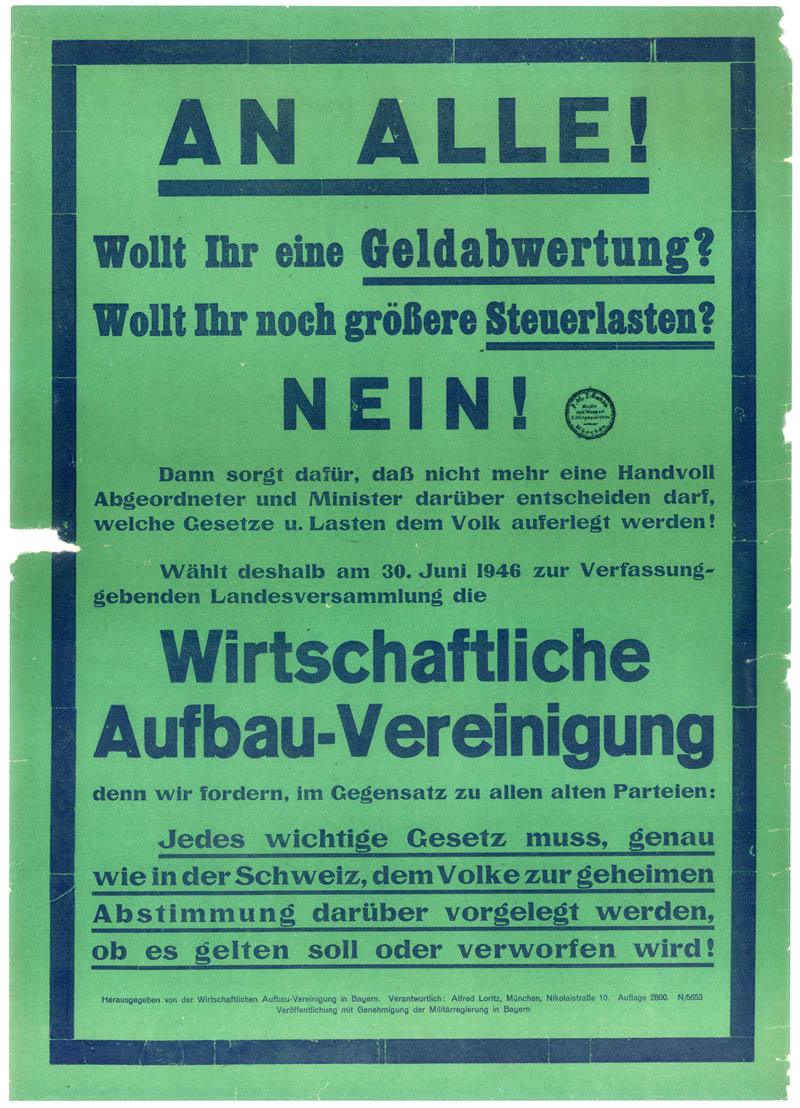 AN ALLE!
Wollt Ihr eine Geldabwertung?
Wollt Ihr noch größere Steuerlasten?
NEIN!
Dann sorgt dafür, daß nicht mehr eine Handvoll
Abgeordneter und Minister darüber entscheiden darf,
welche Gesetze u. Lasten dem Volk auferlegt werden!
Wählt deshalb am 30. Juni 1946 zur Verfassung-
gebenden Landesversammlung die
Wirtschaftliche
Aufbau-Vereinigung
denn wir fordern, im Gegensatz zu allen alten Parteien:
Jedes wichtige Gesetz muss, genau
wie in der Schweiz, dem Volke zur geheimen
Abstimmung darüber vorgelegt werden,
ob es gelten soll oder verworfen wird!
Herausgegeben von der Wirtschaftlichen Aufbau-Vereinigung in Bayern. Verantwortlich: Alfred Loritz, München, Nikolaistraße 10. Auflage 2800. N/5653
Veröffentlichung mit Genehmigung der Militärregierung in Bayern